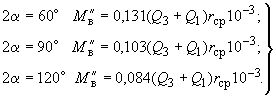 2α = 60° M″в = 0,131(Q₃ + Q₁)rср10⁻³;
2α = 90° M″в = 0,103(Q₃ + Q₁)rср10⁻³;
2α = 120° M″в = 0,084(Q₃ + Q₁)rср10⁻³.